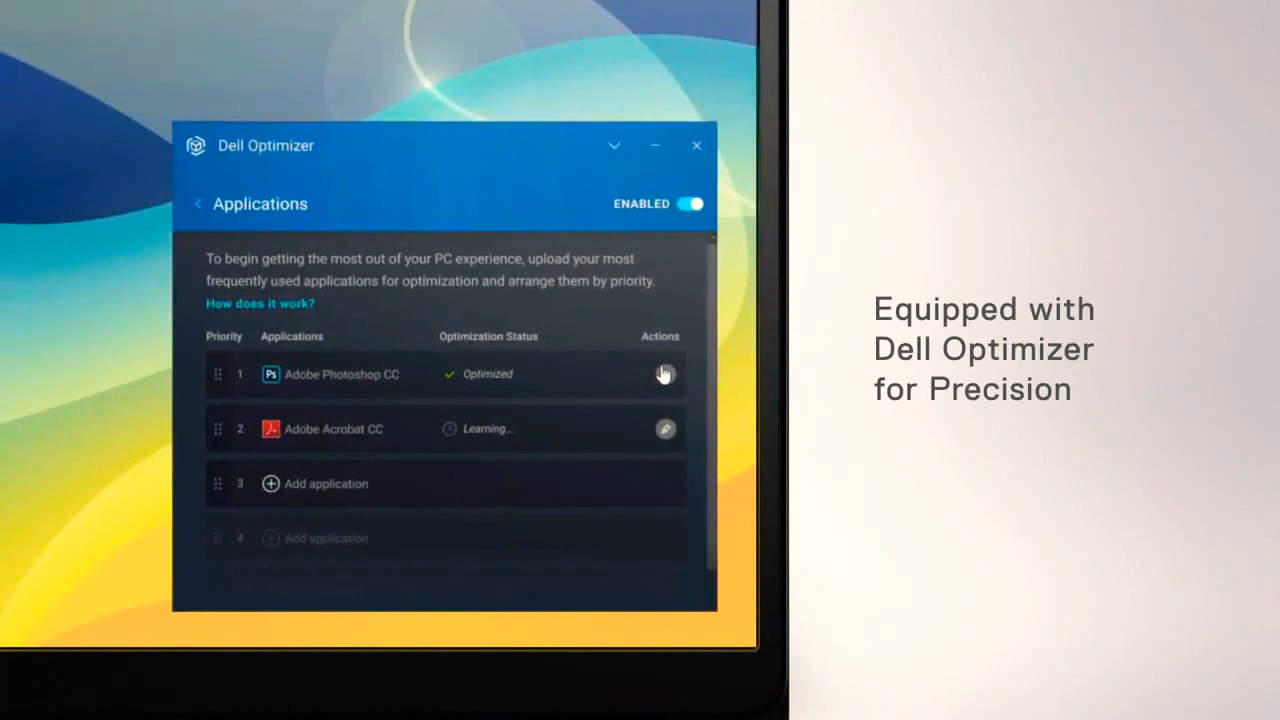 Dell Optimizer
Applications
ENABLED
To begin getting the most out of your PC experience, upload your most
frequently used applications for optimization and arrange them by priority.
How does it work?
Priority Applications Optimization Status Actions
1 Ps Adobe Photoshop CC Optimized
2 Adobe Acrobat CC Learning...
3 Add application
4 Add application
Equipped with
Dell Optimizer
for Precision